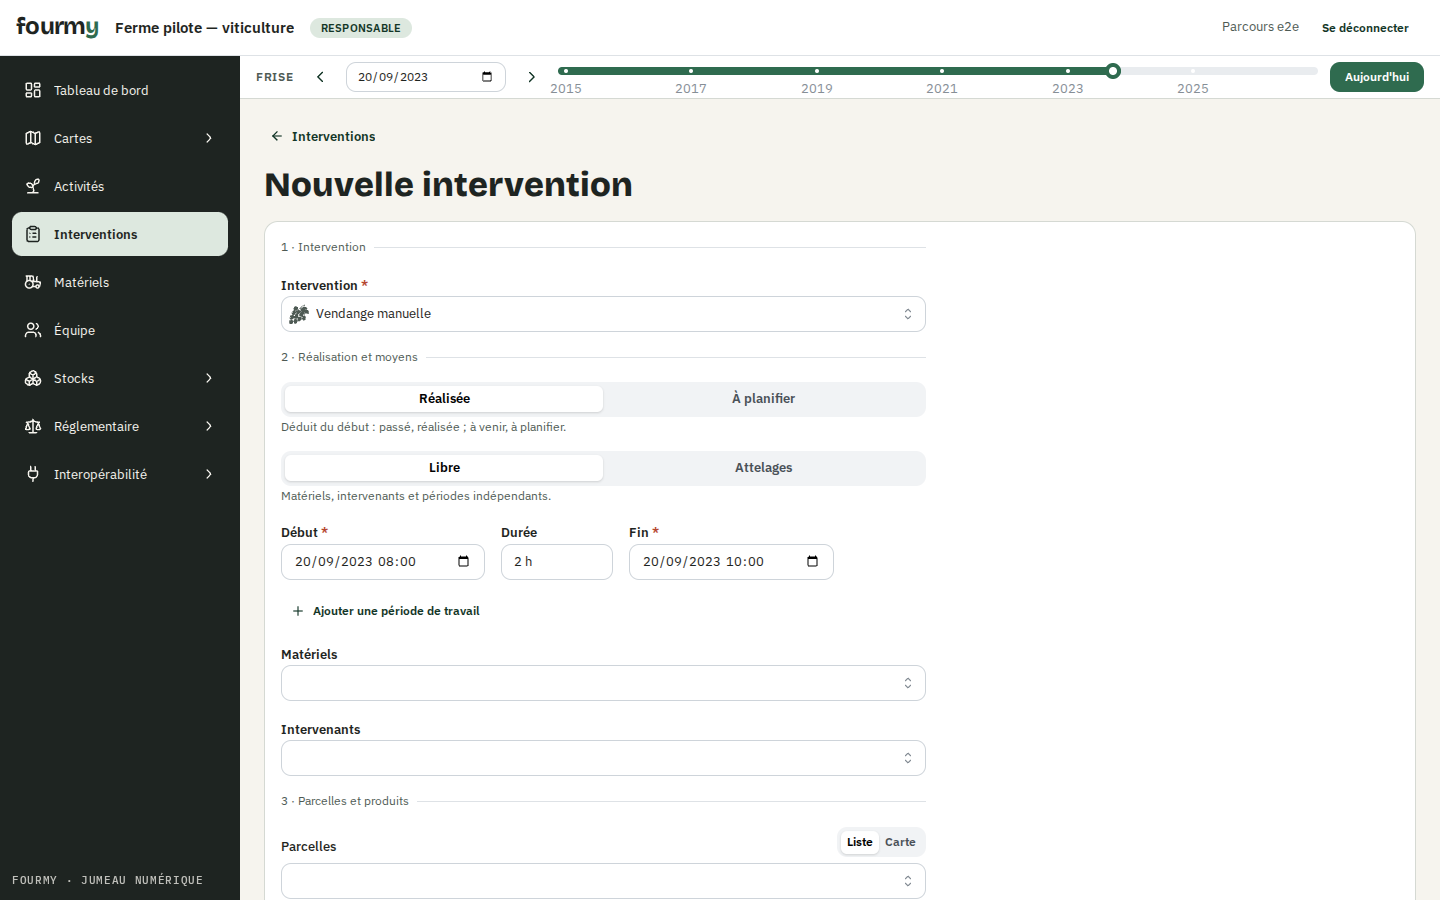 fourmy Ferme pilote — viticulture RESPONSABLE Parcours e2e Se déconnecter
FRISE 20/09/2023 Aujourd'hui
2015 2017 2019 2021 2023 2025
Tableau de bord
Cartes
Activités
Interventions
Matériels
Équipe
Stocks
Réglementaire
Interopérabilité
FOURMY · JUMEAU NUMÉRIQUE
Interventions
Nouvelle intervention
1 · Intervention
Intervention *
Vendange manuelle
2 · Réalisation et moyens
Réalisée À planifier
Déduit du début : passé, réalisée ; à venir, à planifier.
Libre Attelages
Matériels, intervenants et périodes indépendants.
Début * Durée Fin *
20/09/2023 08:00 2 h 20/09/2023 10:00
Ajouter une période de travail
Matériels
Intervenants
3 · Parcelles et produits
Parcelles Liste Carte